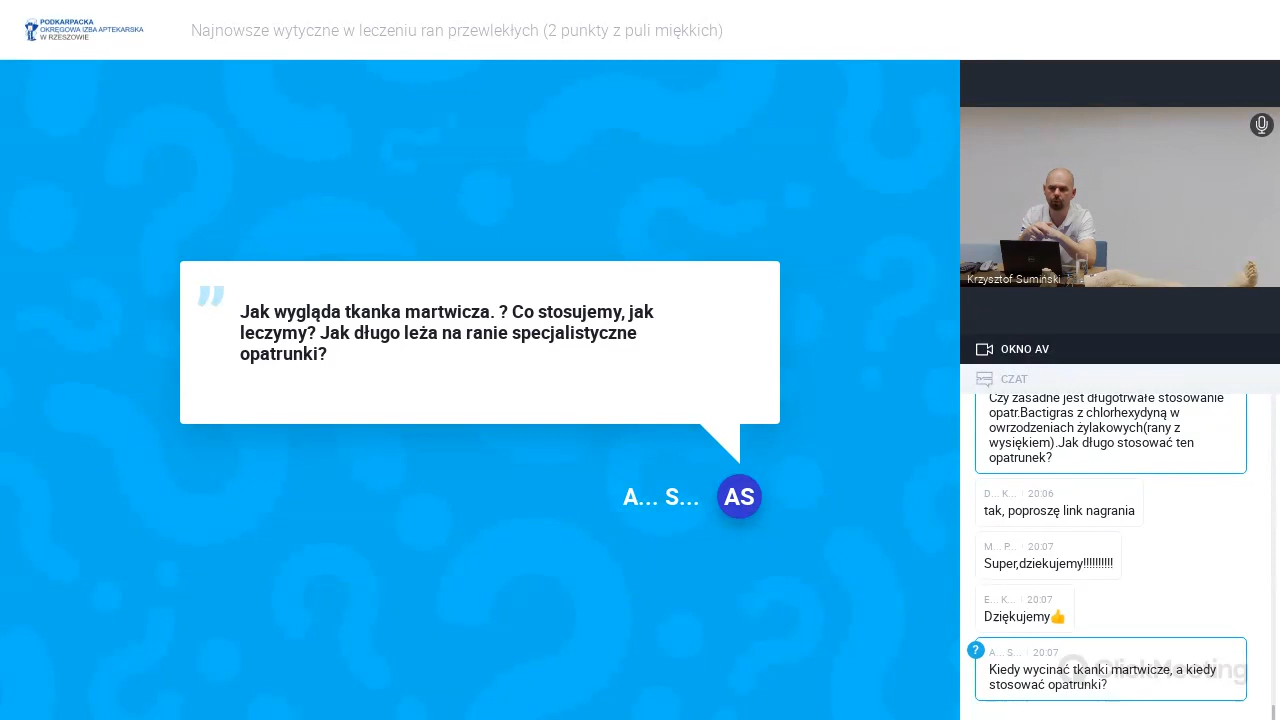 PODKARPACKA
OKRĘGOWA IZBA APTEKARSKA
W RZESZOWIE
Najnowsze wytyczne w leczeniu ran przewlekłych (2 punkty z puli miękkich)
Jak wygląda tkanka martwicza. ? Co stosujemy, jak
leczymy? Jak długo leża na ranie specjalistyczne
opatrunki?
A... S...
AS
Krzysztof Sumiński
OKNO AV
CZAT
Czy zasadne jest długotrwałe stosowanie
opatr.Bactigras z chlorhexydyną w
owrzodzeniach żylakowych(rany z
wysiękiem).Jak długo stosować ten
opatrunek?
D... K... 20:06
tak, poproszę link nagrania
M... P... 20:07
Super,dziekujemy!!!!!!!!!!
E... K... 20:07
Dziękujemy👍
?
A... S... 20:07
Kiedy wycinać tkanki martwicze, a kiedy
stosować opatrunki?
ClickMeeting